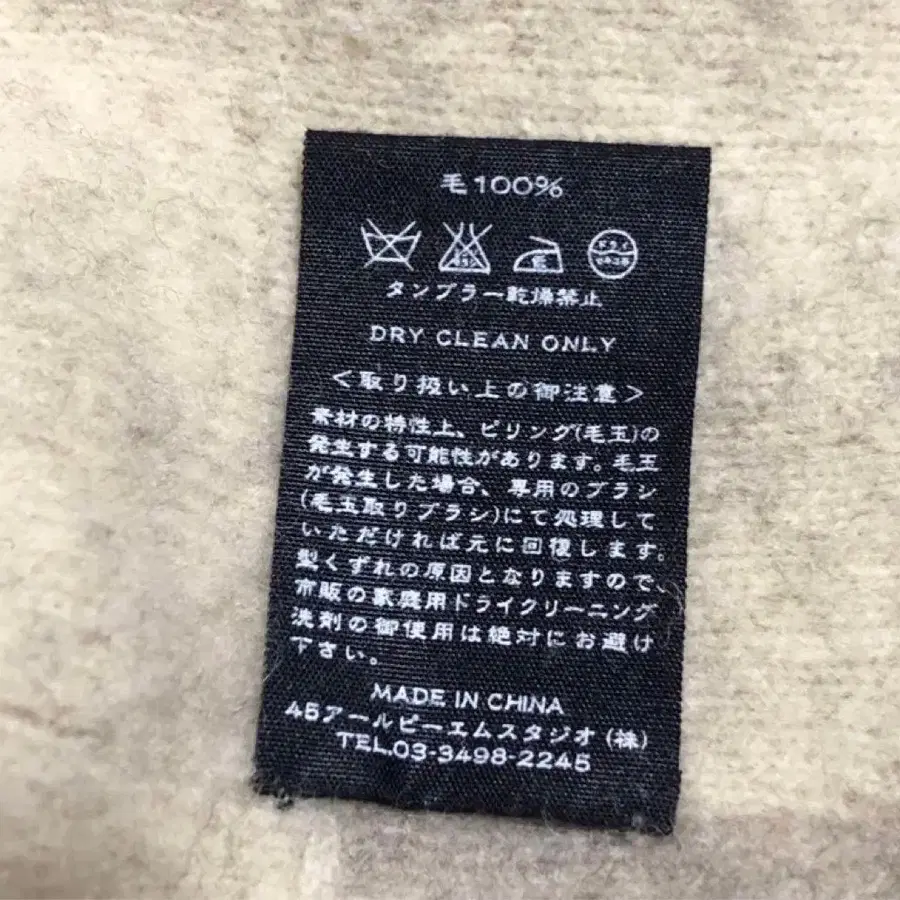 毛100%
ドライ
タンブラー乾燥禁止
DRY CLEAN ONLY
<取り扱い上の御注意>
素材の特性上、ピリング(毛玉)の
発生する可能性があります。毛玉
が発生した場合、専用のブラシ
(毛玉取りブラシ)にて処理して
いただければ元に回復します。
型くずれの原因となりますので、
市販の家庭用ドライクリーニング
洗剤の御使用は絶対にお避け
下さい。
MADE IN CHINA
45アールピーエムスタジオ(株)
TEL.03-3498-2245